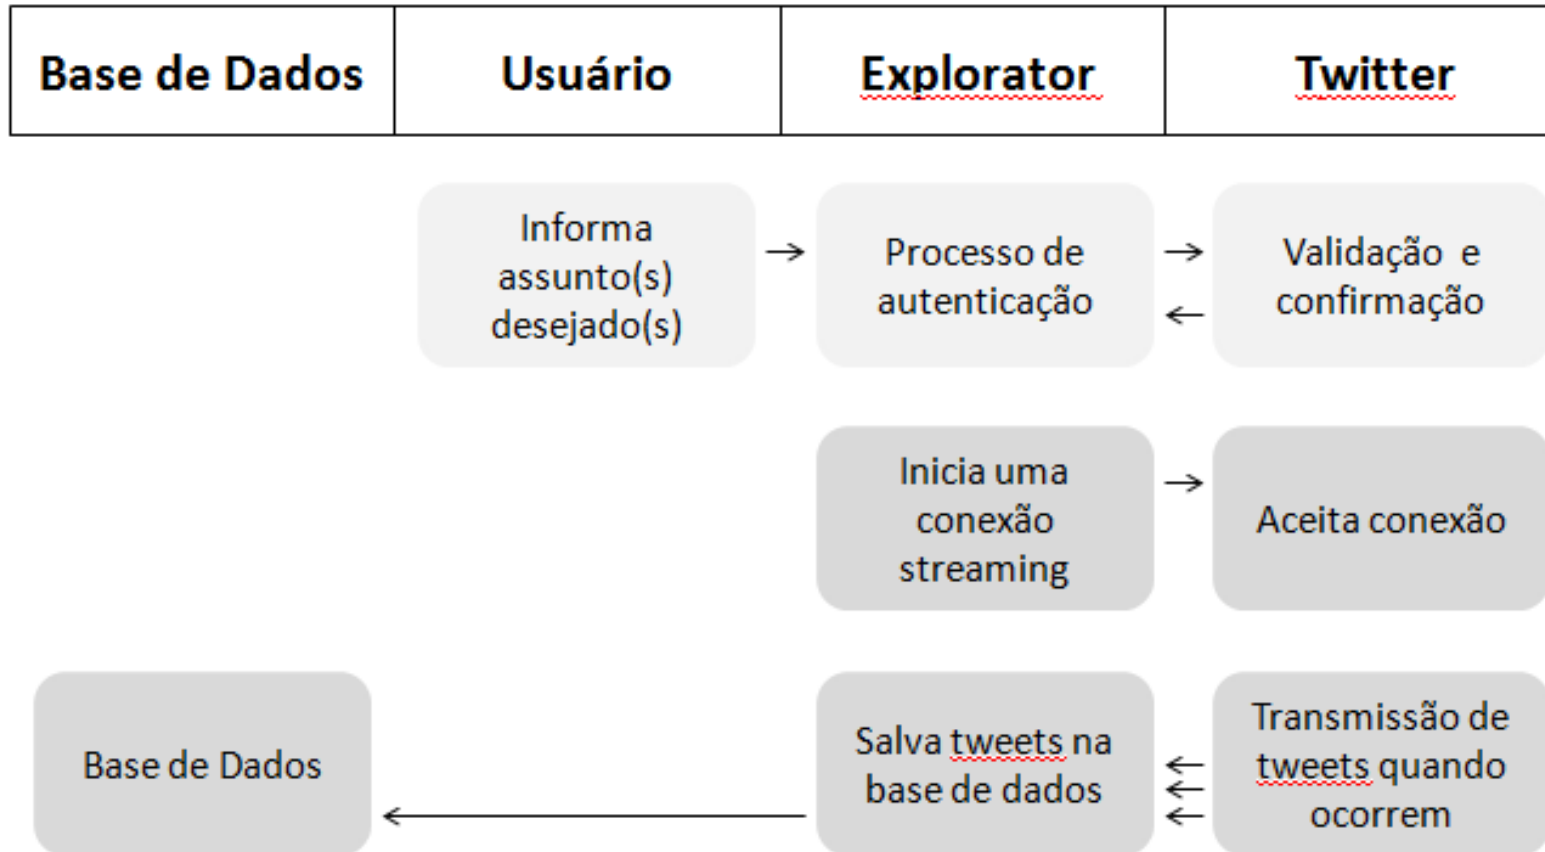 Base de Dados
Usuário
Explorator
Twitter
Informa
assunto(s)
desejado(s)
Processo de
autenticação
Validação e
confirmação
Inicia uma
conexão
streaming
Aceita conexão
Base de Dados
Salva tweets na
base de dados
Transmissão de
tweets quando
ocorrem